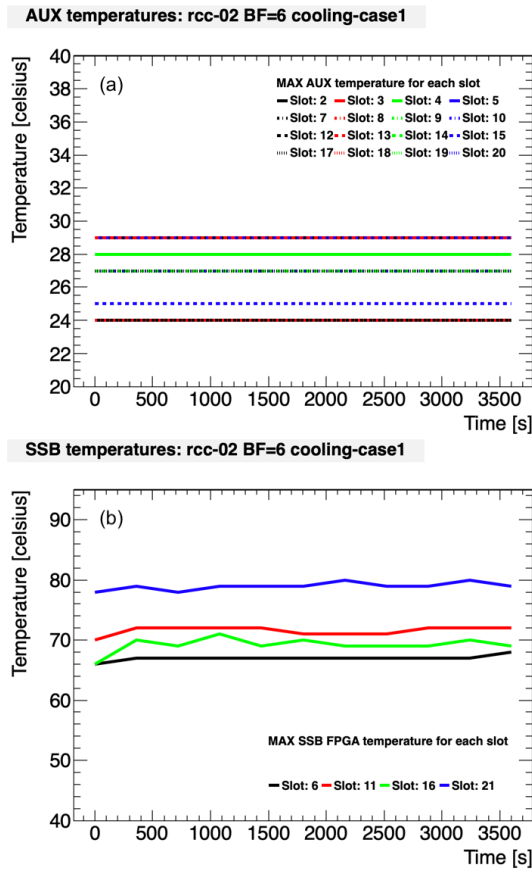 AUX temperatures: rcc-02 BF=6 cooling-case1
Temperature [celsius]
(a)
MAX AUX temperature for each slot
Slot: 2 Slot: 3 Slot: 4 Slot: 5
Slot: 7 Slot: 8 Slot: 9 Slot: 10
Slot: 12 Slot: 13 Slot: 14 Slot: 15
Slot: 17 Slot: 18 Slot: 19 Slot: 20
40
38
36
34
32
30
28
26
24
22
20
0 500 1000 1500 2000 2500 3000 3500
Time [s]
SSB temperatures: rcc-02 BF=6 cooling-case1
Temperature [celsius]
(b)
90
80
70
60
50
40
MAX SSB FPGA temperature for each slot
Slot: 6 Slot: 11 Slot: 16 Slot: 21
0 500 1000 1500 2000 2500 3000 3500
Time [s]